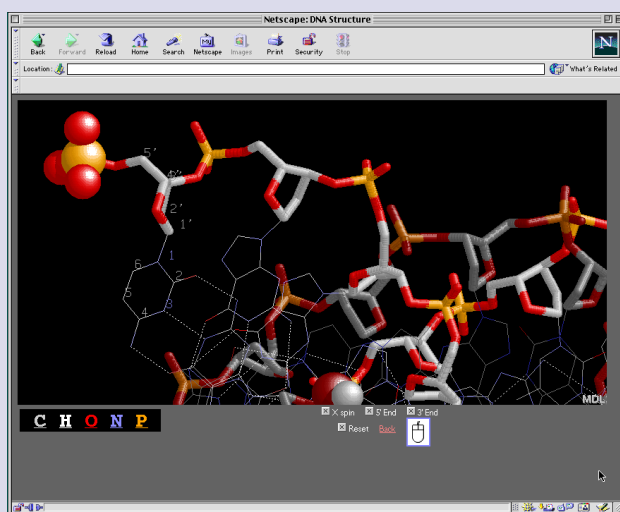 Netscape: DNA Structure
Back Forward Reload Home Search Netscape Images Print Security Stop
N
Location:
What's Related
5'
4'
2'
1'
1
6
2
5
3
4
MDL
C H O N P
X spin 5' End 3' End
Reset Back